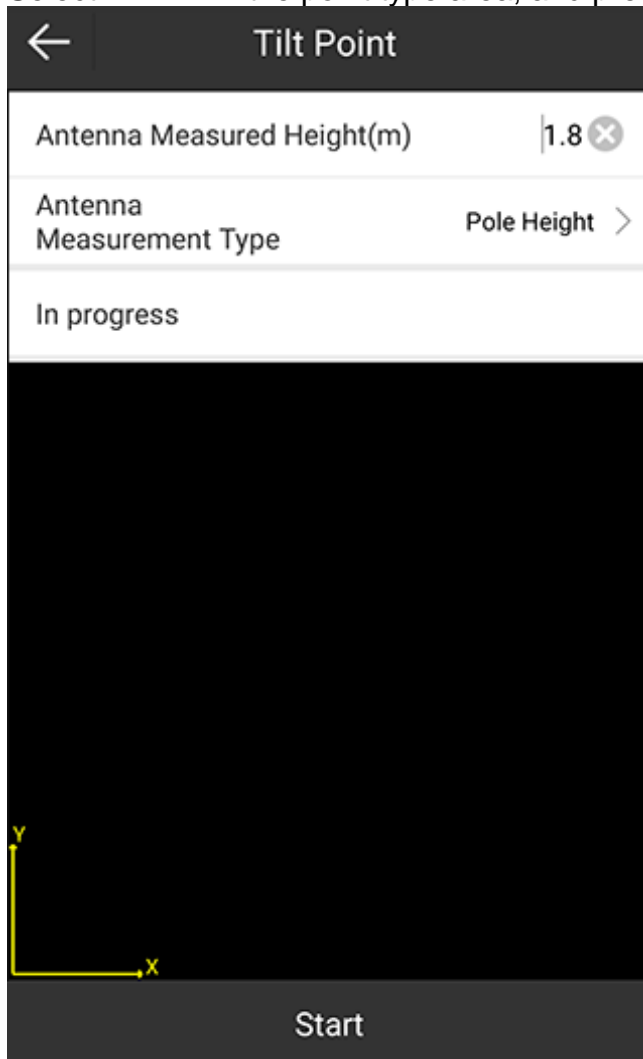 Tilt Point
Antenna Measured Height(m) 1.8
Antenna
Measurement Type Pole Height
In progress
Y
X
Start